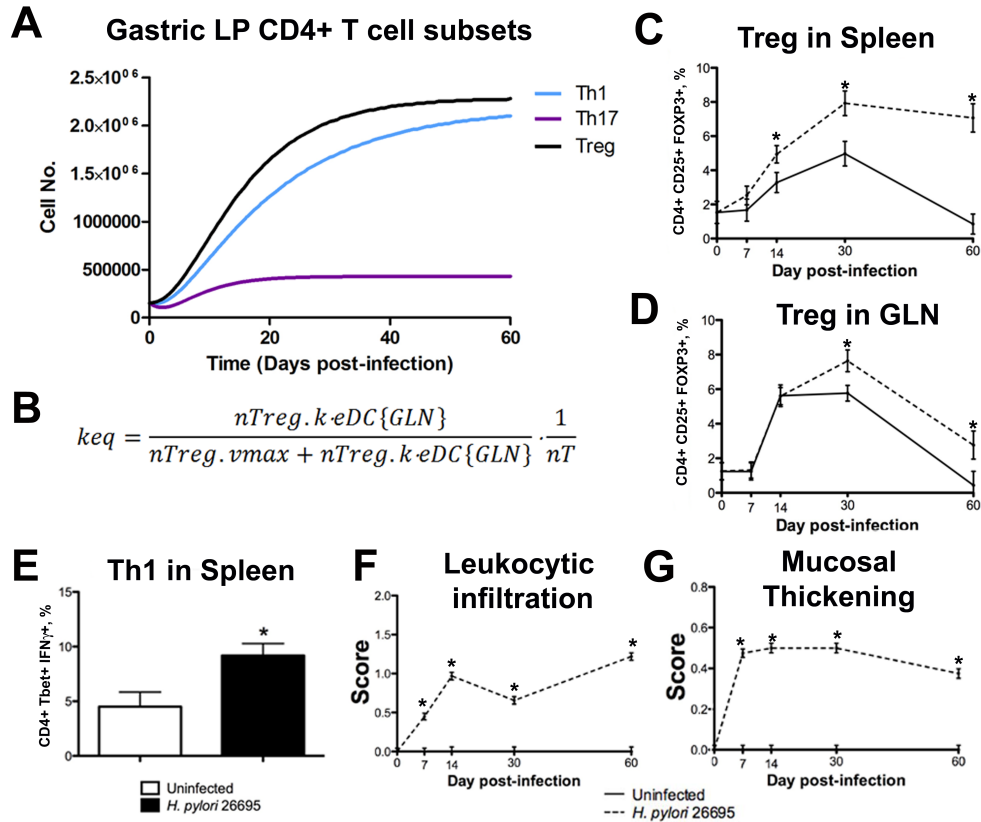 A
Gastric LP CD4+ T cell subsets
2.5×10⁰⁶
2.0×10⁰⁶
1.5×10⁰⁶
1000000
500000
0
Cell No.
0 20 40 60
Time (Days post-infection)
Th1
Th17
Treg
B
keq = nTreg.k·eDC{GLN} / nTreg.vmax + nTreg.k·eDC{GLN} · 1 / nT
C
Treg in Spleen
CD4+ CD25+ FOXP3+, %
10
8
6
4
2
0
* * *
0 7 14 30 60
Day post-infection
D
Treg in GLN
CD4+ CD25+ FOXP3+, %
10
8
6
4
2
0
* *
0 7 14 30 60
Day post-infection
E
Th1 in Spleen
CD4+ Tbet+ IFNγ+, %
15
10
5
0
*
Uninfected
H. pylori 26695
F
Leukocytic
infiltration
Score
2.0
1.5
1.0
0.5
0.0
* * * *
0 7 14 30 60
Day post-infection
G
Mucosal
Thickening
Score
0.8
0.6
0.4
0.2
0.0
* * * *
0 7 14 30 60
Day post-infection
Uninfected
H. pylori 26695